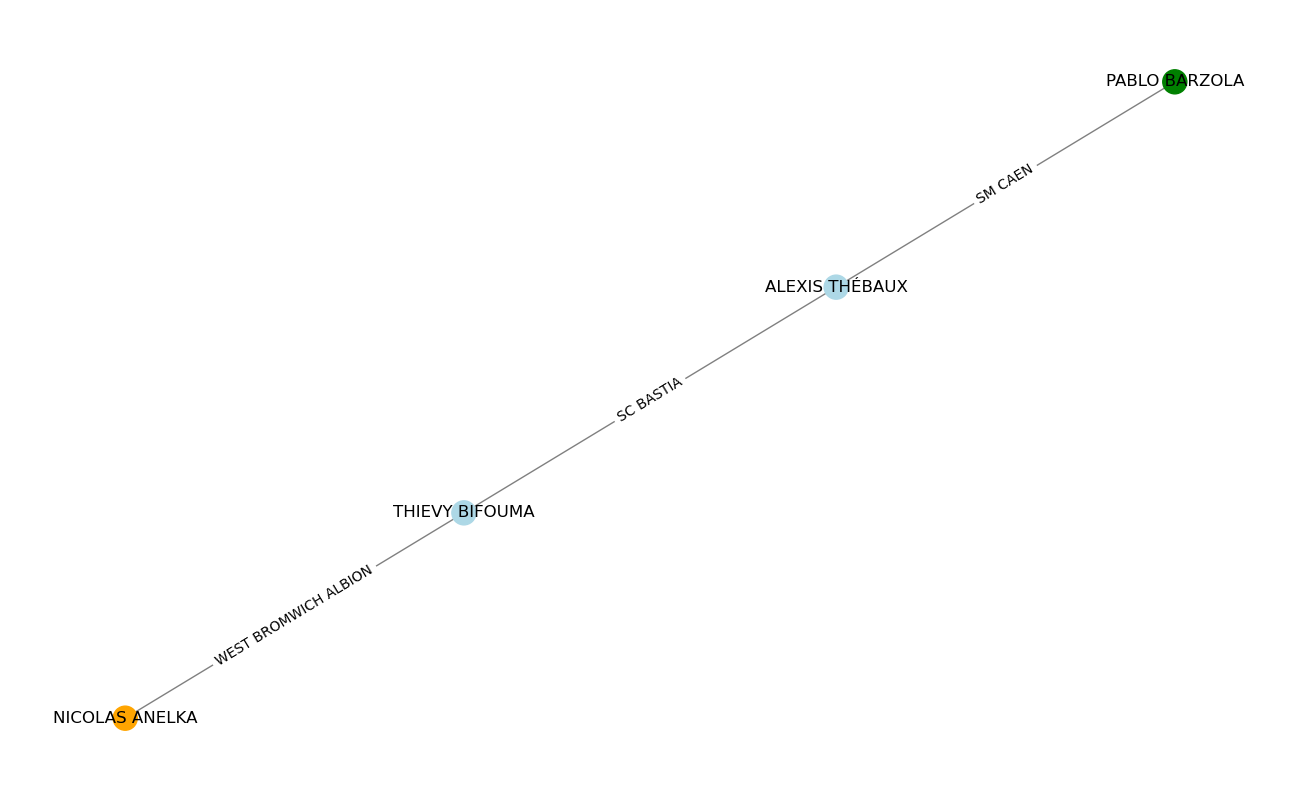 PABLO BARZOLA
SM CAEN
ALEXIS THÉBAUX
SC BASTIA
THIEVY BIFOUMA
WEST BROMWICH ALBION
NICOLAS ANELKA